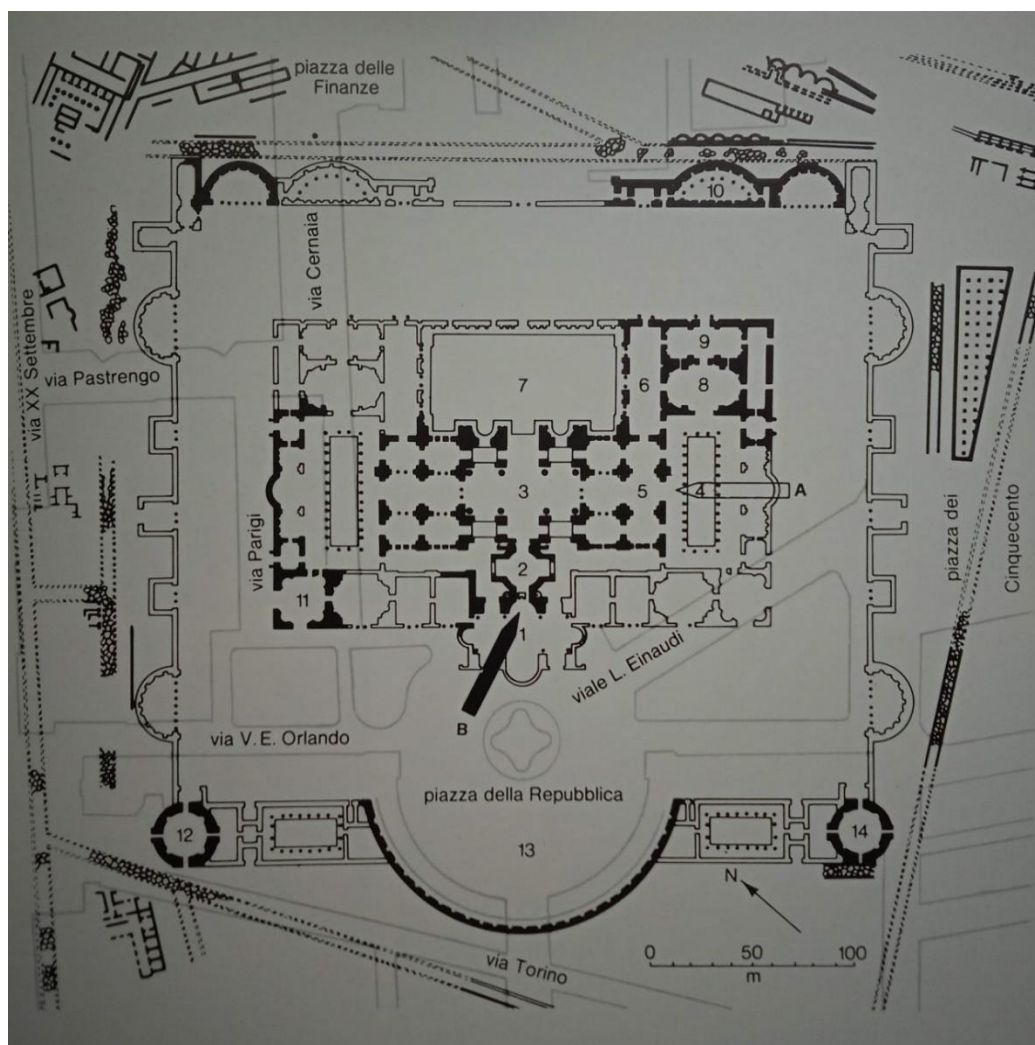 piazza delle
Finanze
10
via Cernaia
via XX Settembre
via Pastrengo
9
6
8
7
3
5
4
A
piazza dei
Cinquecento
via Parigi
2
11
1
viale L. Einaudi
B
via V. E. Orlando
piazza della Repubblica
12
13
14
N
0 50 100
m
via Torino